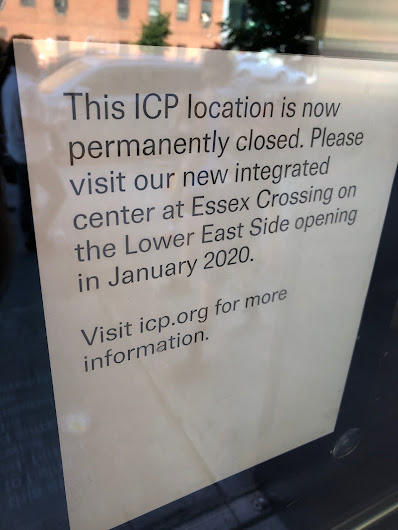 This ICP location is now
permanently closed. Please
visit our new integrated
center at Essex Crossing on
the Lower East Side opening
in January 2020.
Visit icp.org for more
information.